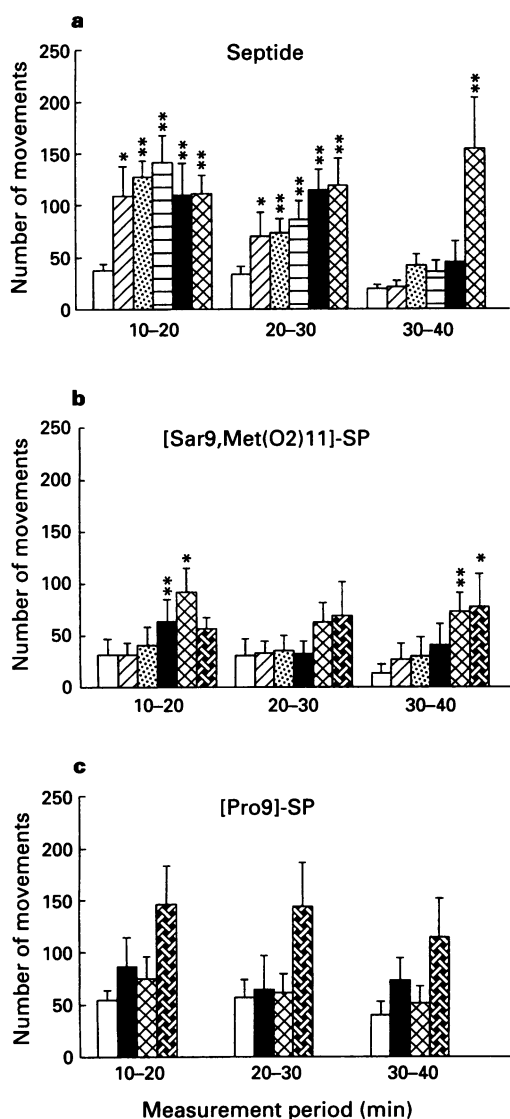 a
Septide
250
200
150
100
50
0
Number of movements
* ** ** ** **
* ** ** ** **
**
10–20 20–30 30–40
b
[Sar9,Met(O2)11]-SP
250
200
150
100
50
0
Number of movements
** *
** *
10–20 20–30 30–40
c
[Pro9]-SP
250
200
150
100
50
0
Number of movements
10–20 20–30 30–40
Measurement period (min)